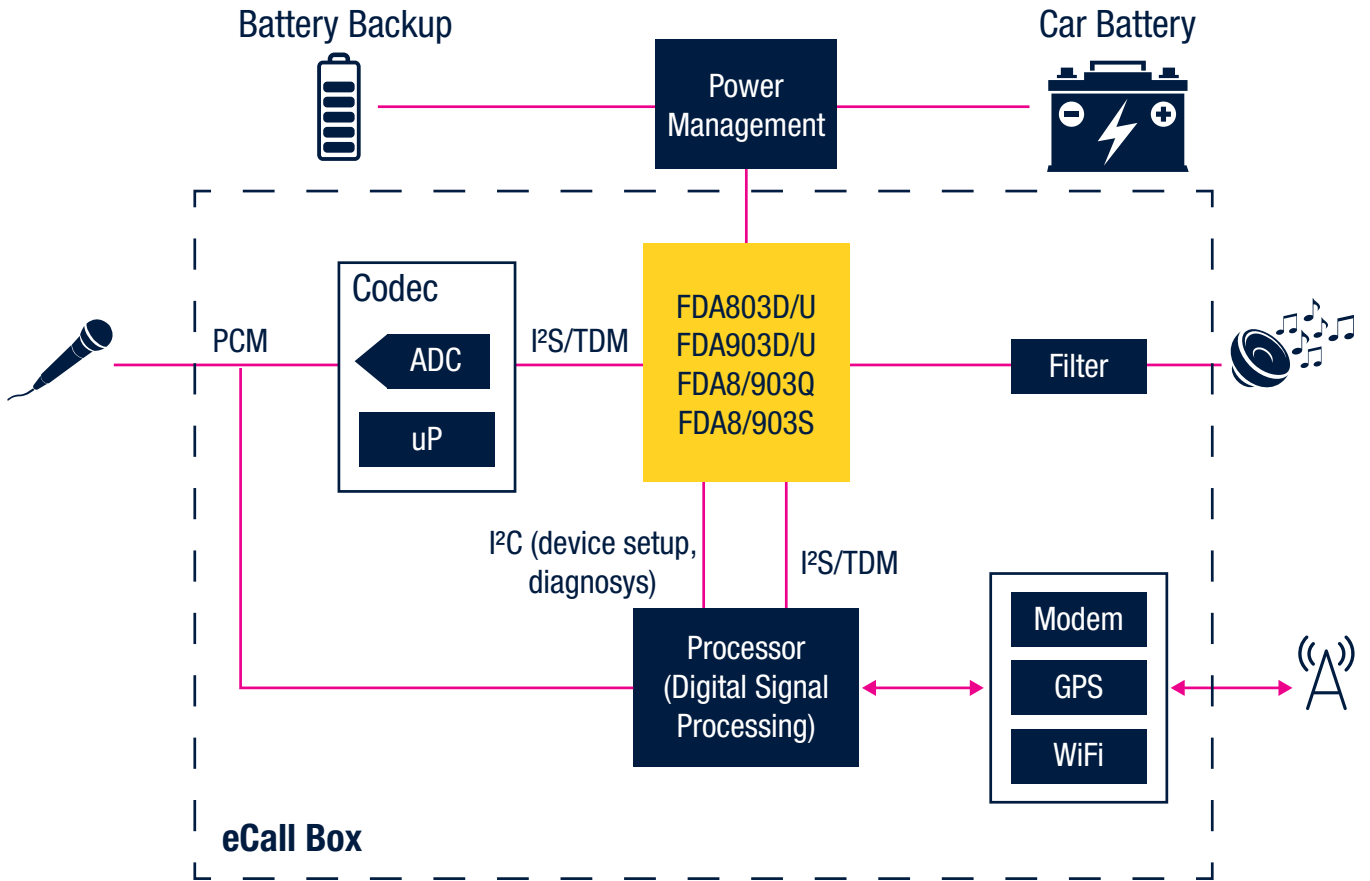 Battery Backup
Car Battery
Power
Management
Codec
FDA803D/U
FDA903D/U
FDA8/903Q
FDA8/903S
PCM
ADC
I²S/TDM
Filter
uP
I²C (device setup,
diagnosys)
I²S/TDM
Modem
Processor
(Digital Signal
Processing)
GPS
WiFi
eCall Box